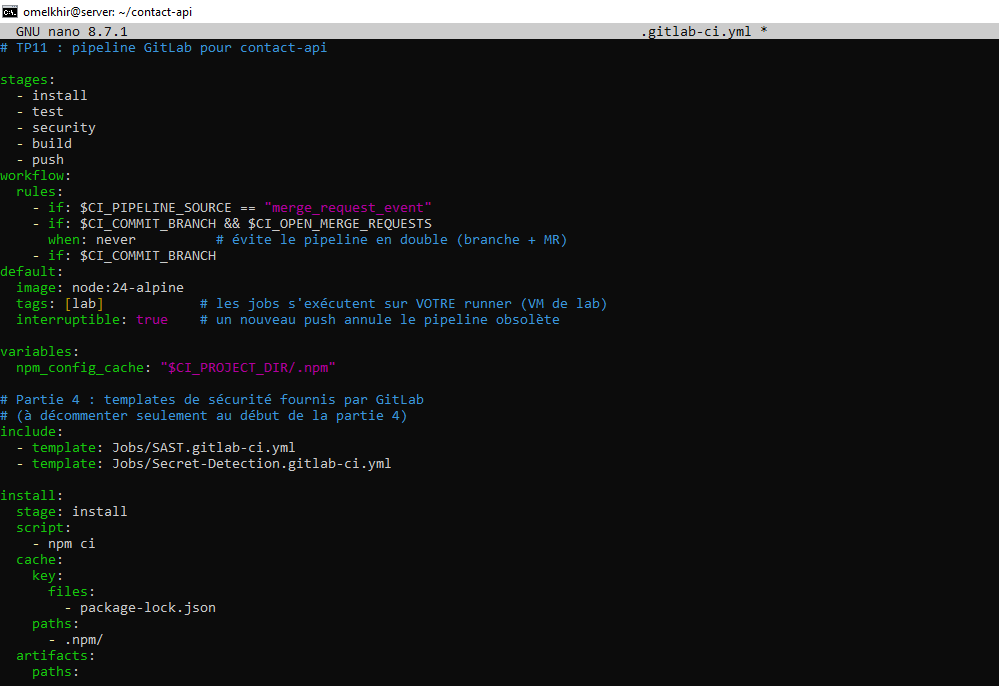 omelkhir@server: ~/contact-api
GNU nano 8.7.1 .gitlab-ci.yml *
# TP11 : pipeline GitLab pour contact-api
stages:
  - install
  - test
  - security
  - build
  - push
workflow:
  rules:
    - if: $CI_PIPELINE_SOURCE == "merge_request_event"
    - if: $CI_COMMIT_BRANCH && $CI_OPEN_MERGE_REQUESTS
      when: never          # évite le pipeline en double (branche + MR)
    - if: $CI_COMMIT_BRANCH
default:
  image: node:24-alpine
  tags: [lab]            # les jobs s'exécutent sur VOTRE runner (VM de lab)
  interruptible: true    # un nouveau push annule le pipeline obsolète
variables:
  npm_config_cache: "$CI_PROJECT_DIR/.npm"
# Partie 4 : templates de sécurité fournis par GitLab
# (à décommenter seulement au début de la partie 4)
include:
  - template: Jobs/SAST.gitlab-ci.yml
  - template: Jobs/Secret-Detection.gitlab-ci.yml
install:
  stage: install
  script:
    - npm ci
  cache:
    key:
      files:
        - package-lock.json
    paths:
      - .npm/
  artifacts:
    paths: